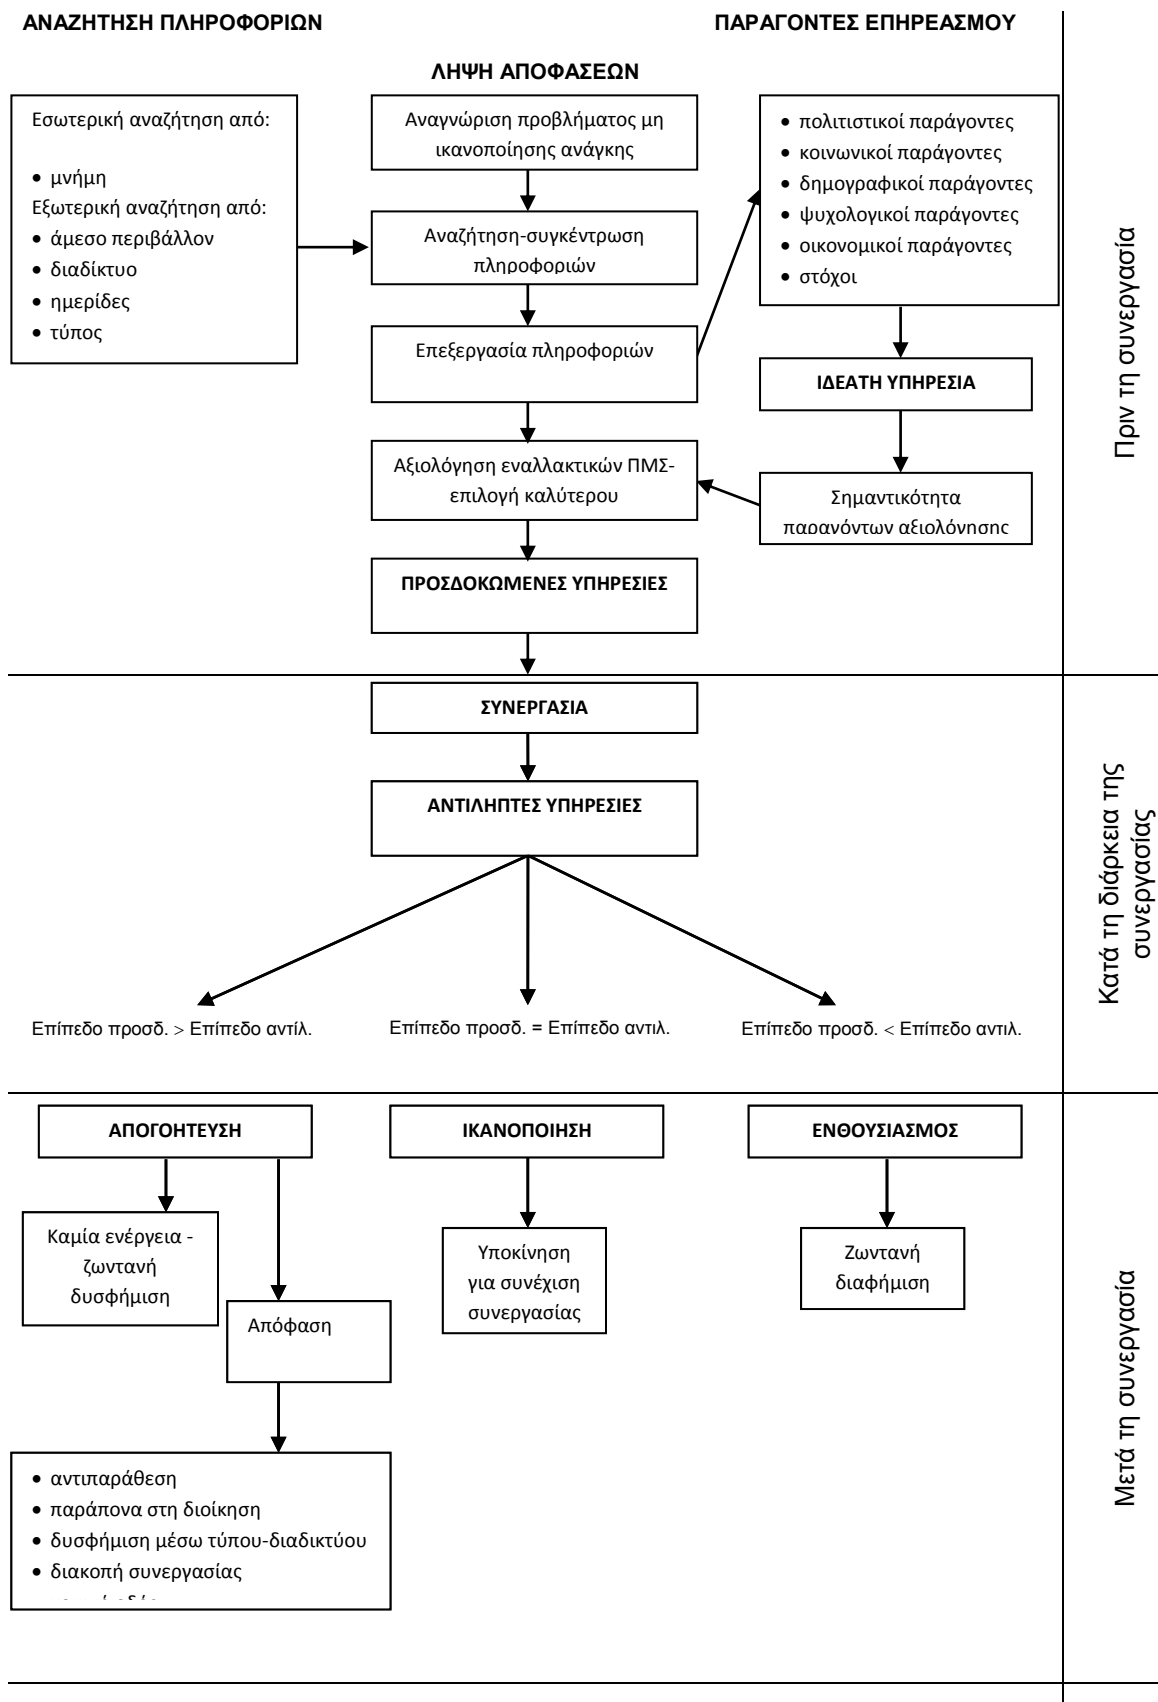 ΑΝΑΖΗΤΗΣΗ ΠΛΗΡΟΦΟΡΙΩΝ
ΠΑΡΑΓΟΝΤΕΣ ΕΠΗΡΕΑΣΜΟΥ
ΛΗΨΗ ΑΠΟΦΑΣΕΩΝ
Εσωτερική αναζήτηση από:
• μνήμη
Εξωτερική αναζήτηση από:
• άμεσο περιβάλλον
• διαδίκτυο
• ημερίδες
• τύπος
Αναγνώριση προβλήματος μη
ικανοποίησης ανάγκης
Αναζήτηση-συγκέντρωση
πληροφοριών
Επεξεργασία πληροφοριών
• πολιτιστικοί παράγοντες
• κοινωνικοί παράγοντες
• δημογραφικοί παράγοντες
• ψυχολογικοί παράγοντες
• οικονομικοί παράγοντες
• στόχοι
ΙΔΕΑΤΗ ΥΠΗΡΕΣΙΑ
Σημαντικότητα
παραγόντων αξιολόγησης
Αξιολόγηση εναλλακτικών ΠΜΣ-
επιλογή καλύτερου
ΠΡΟΣΔΟΚΩΜΕΝΕΣ ΥΠΗΡΕΣΙΕΣ
Πριν τη συνεργασία
ΣΥΝΕΡΓΑΣΙΑ
ΑΝΤΙΛΗΠΤΕΣ ΥΠΗΡΕΣΙΕΣ
Επίπεδο προσδ. > Επίπεδο αντίλ.
Επίπεδο προσδ. = Επίπεδο αντιλ.
Επίπεδο προσδ. < Επίπεδο αντιλ.
Κατά τη διάρκεια της
συνεργασίας
ΑΠΟΓΟΗΤΕΥΣΗ
ΙΚΑΝΟΠΟΙΗΣΗ
ΕΝΘΟΥΣΙΑΣΜΟΣ
Καμία ενέργεια -
ζωντανή
δυσφήμιση
Απόφαση
Υποκίνηση
για συνέχιση
συνεργασίας
Ζωντανή
διαφήμιση
• αντιπαράθεση
• παράπονα στη διοίκηση
• δυσφήμιση μέσω τύπου-διαδικτύου
• διακοπή συνεργασίας
Μετά τη συνεργασία